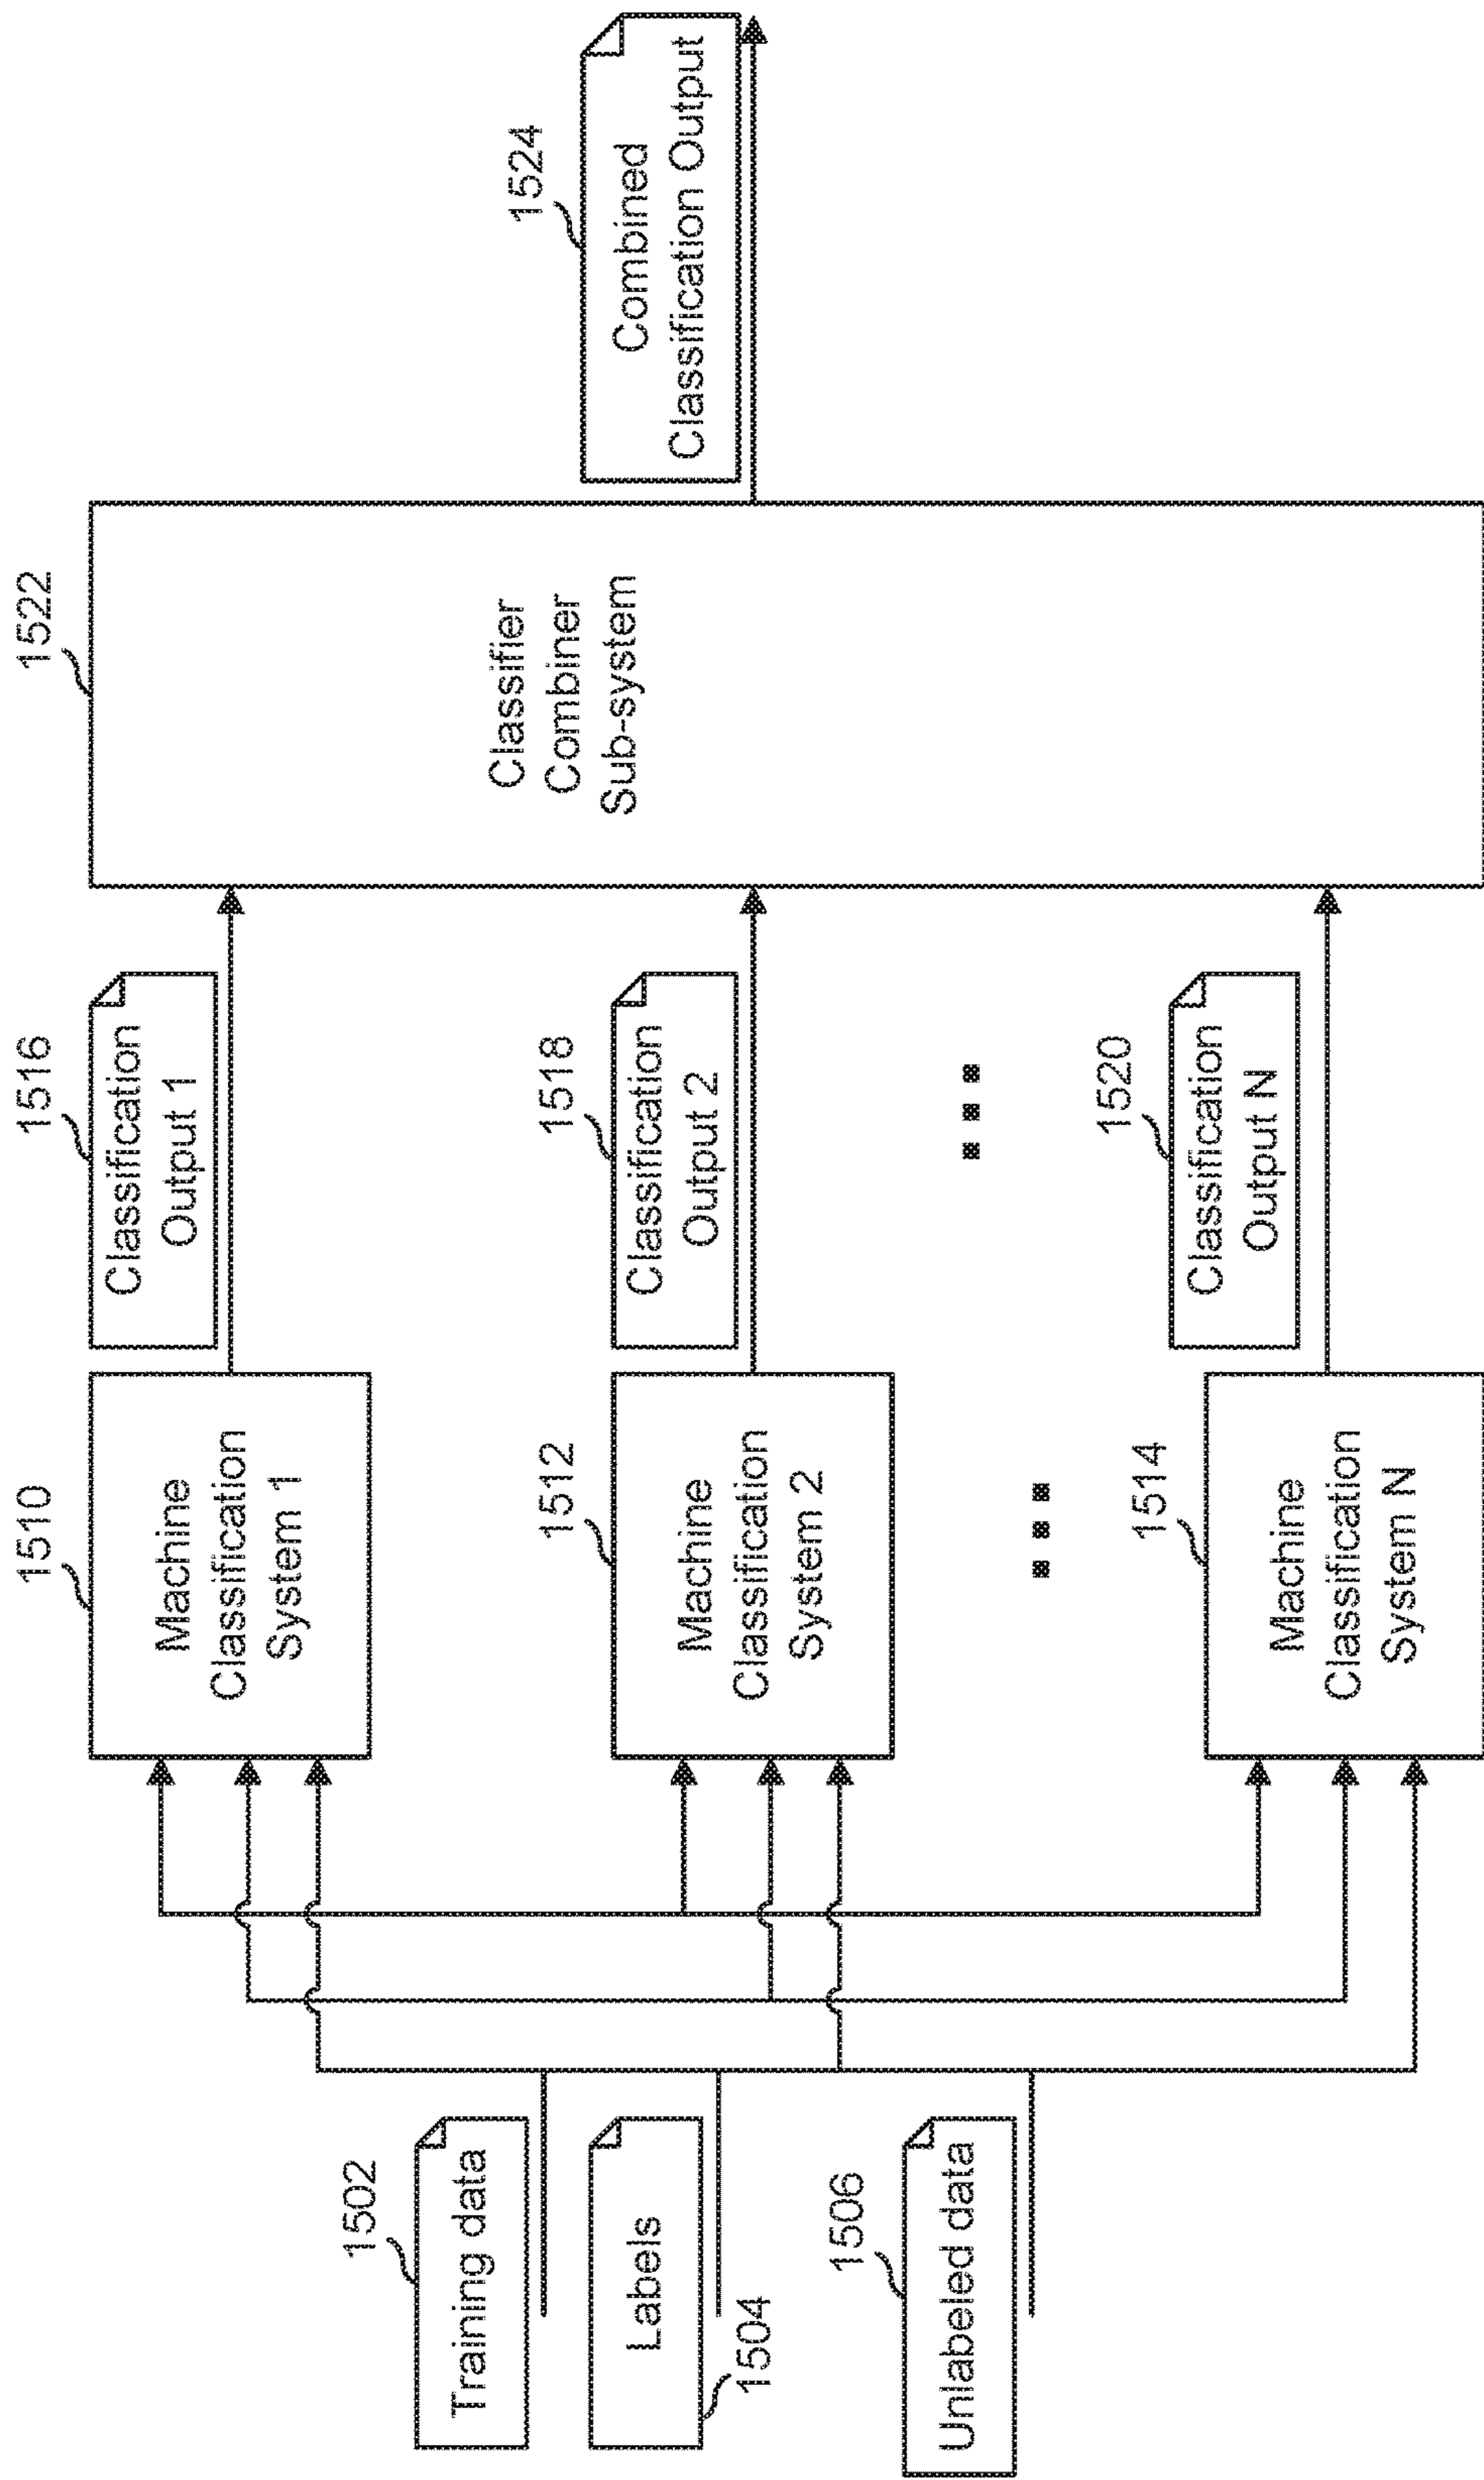 1502
Training data
Labels
1504
1506
Unlabeled data
1510
Machine
Classification
System 1
1512
Machine
Classification
System 2
1514
Machine
Classification
System N
1516
Classification
Output 1
1518
Classification
Output 2
1520
Classification
Output N
1522
Classifier
Combiner
Sub-system
1524
Combined
Classification Output